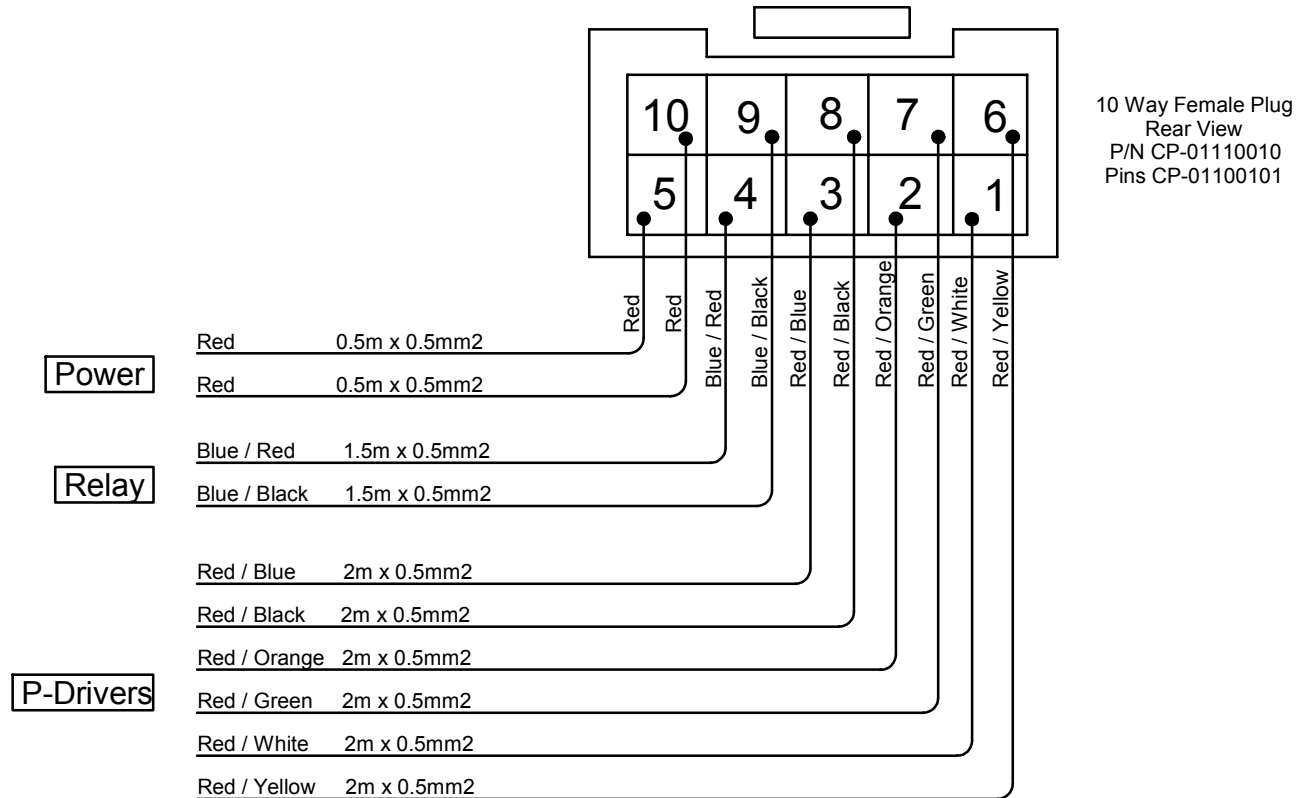 10 Way Female Plug
Rear View
P/N CP-01110010
Pins CP-01100101
10 9 8 7 6
5 4 3 2 1
Red
Red
Blue / Red
Blue / Black
Red / Blue
Red / Black
Red / Orange
Red / Green
Red / White
Red / Yellow
Power
Red 0.5m x 0.5mm2
Red 0.5m x 0.5mm2
Relay
Blue / Red 1.5m x 0.5mm2
Blue / Black 1.5m x 0.5mm2
P-Drivers
Red / Blue 2m x 0.5mm2
Red / Black 2m x 0.5mm2
Red / Orange 2m x 0.5mm2
Red / Green 2m x 0.5mm2
Red / White 2m x 0.5mm2
Red / Yellow 2m x 0.5mm2